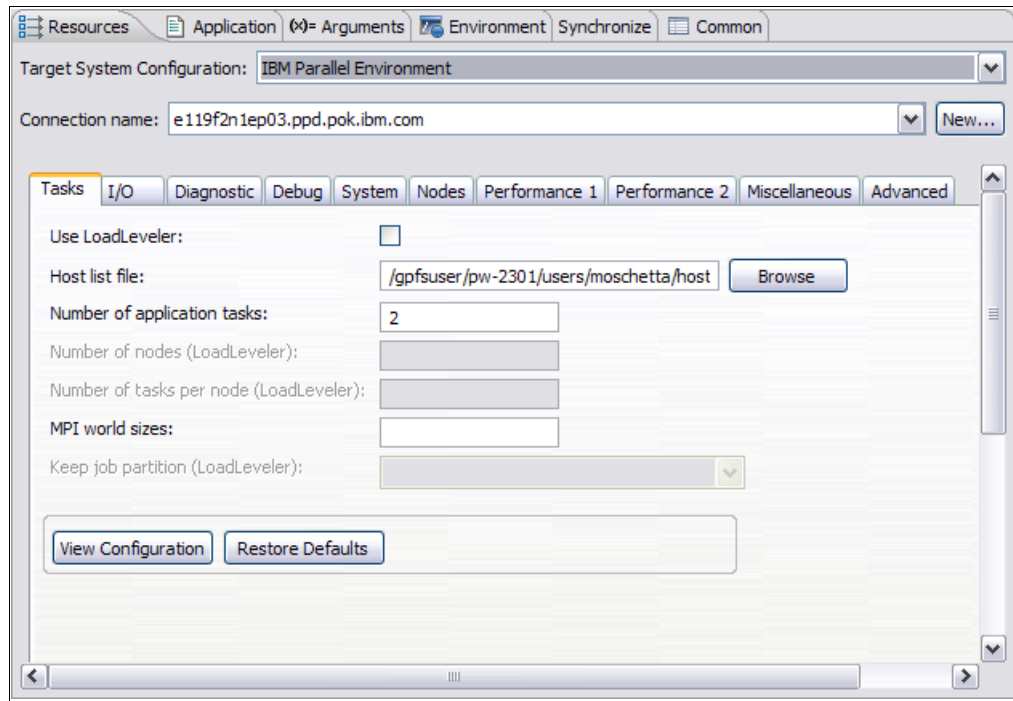 Resources Application (x)= Arguments Environment Synchronize Common
Target System Configuration: IBM Parallel Environment
Connection name: e119f2n1ep03.ppd.pok.ibm.com New...
Tasks I/O Diagnostic Debug System Nodes Performance 1 Performance 2 Miscellaneous Advanced
Use LoadLeveler:
Host list file: /gpfsuser/pw-2301/users/moschetta/host Browse
Number of application tasks: 2
Number of nodes (LoadLeveler):
Number of tasks per node (LoadLeveler):
MPI world sizes:
Keep job partition (LoadLeveler):
View Configuration Restore Defaults